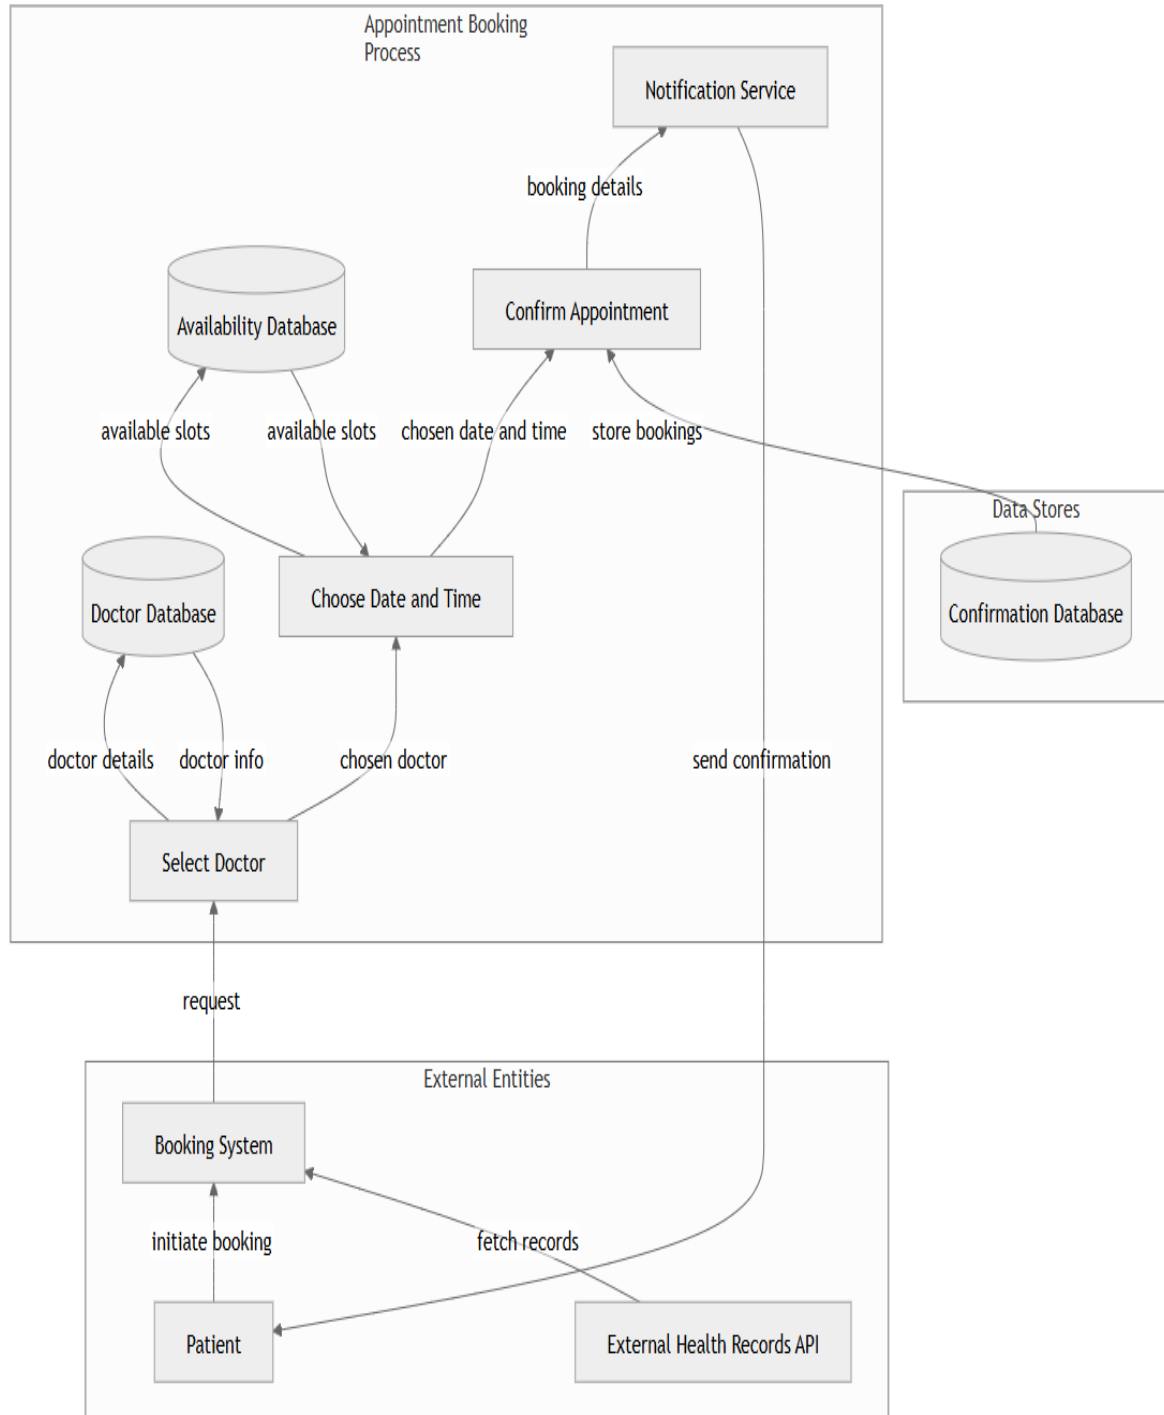 Appointment Booking
Process
Notification Service
booking details
Availability Database
Confirm Appointment
available slots
available slots
chosen date and time
store bookings
Data Stores
Doctor Database
Choose Date and Time
Confirmation Database
doctor details
doctor info
chosen doctor
send confirmation
Select Doctor
request
External Entities
Booking System
initiate booking
fetch records
Patient
External Health Records API